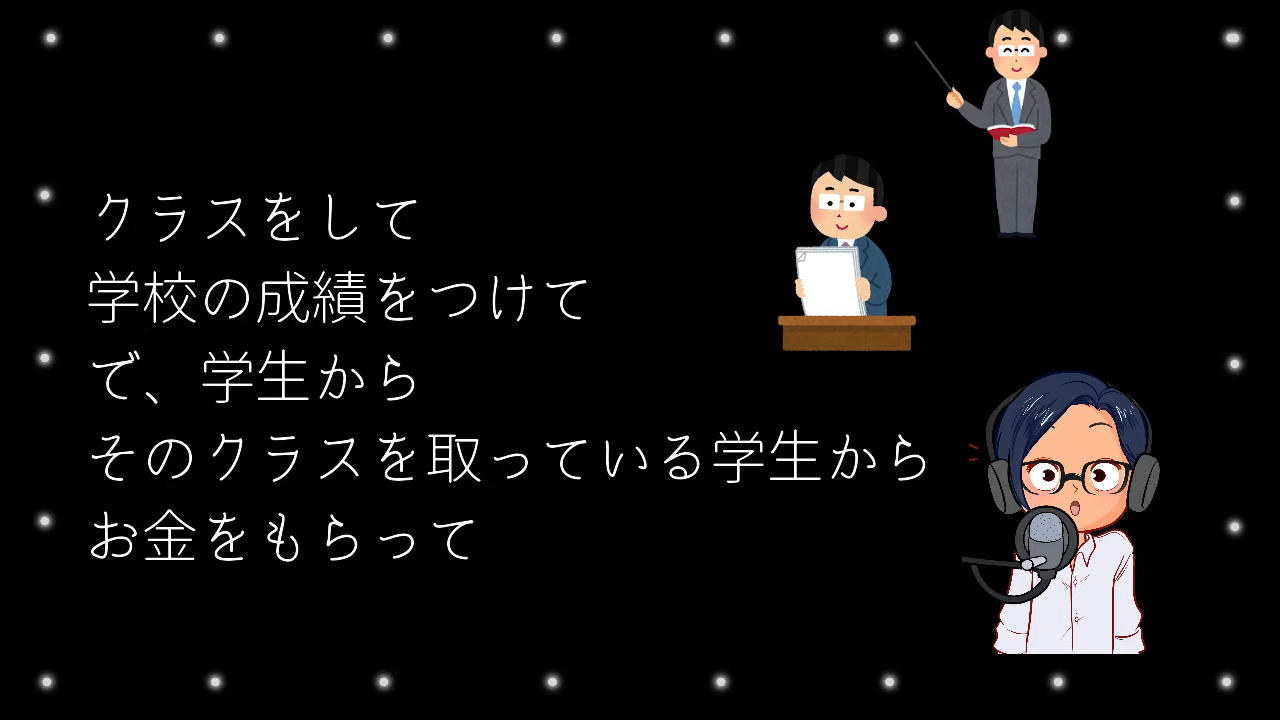 クラスをして
学校の成績をつけて
で、学生から
そのクラスを取っている学生から
お金をもらって